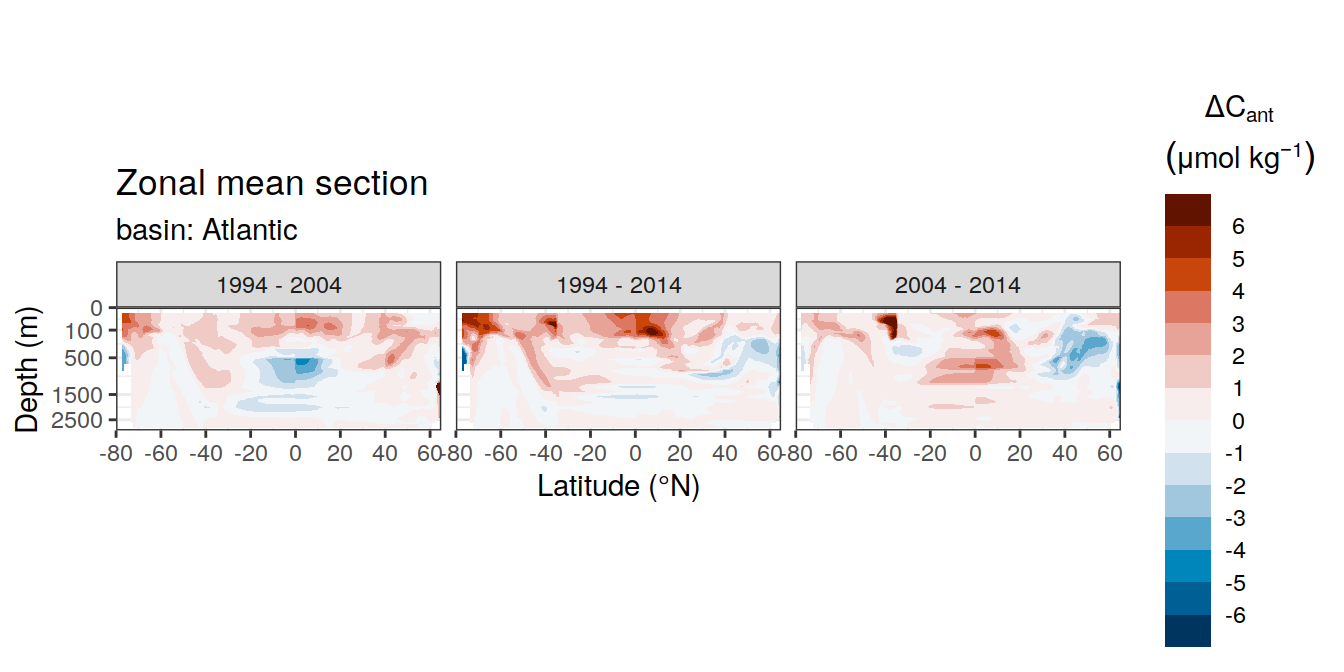 Zonal mean section
basin: Atlantic
1994 - 2004
1994 - 2014
2004 - 2014
Depth (m)
0
100
500
1500
2500
-80 -60 -40 -20 0 20 40 60
-80 -60 -40 -20 0 20 40 60
-80 -60 -40 -20 0 20 40 60
Latitude (°N)
ΔCant
(μmol kg⁻¹)
6
5
4
3
2
1
0
-1
-2
-3
-4
-5
-6